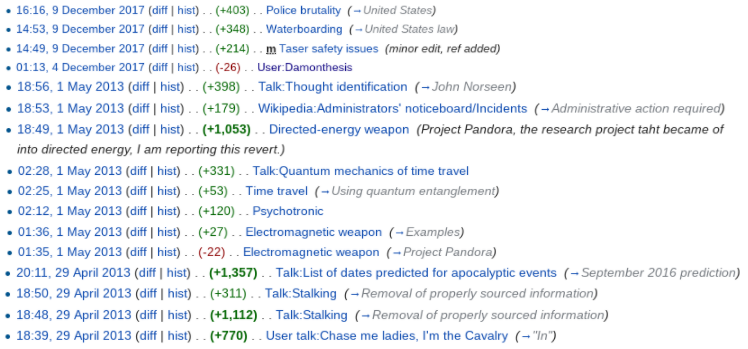 • 16:16, 9 December 2017 (diff | hist) . . (+403) . . Police brutality (→United States)
• 14:53, 9 December 2017 (diff | hist) . . (+348) . . Waterboarding (→United States law)
• 14:49, 9 December 2017 (diff | hist) . . (+214) . . m Taser safety issues (minor edit, ref added)
• 01:13, 4 December 2017 (diff | hist) . . (-26) . . User:Damonthesis
• 18:56, 1 May 2013 (diff | hist) . . (+398) . . Talk:Thought identification (→John Norseen)
• 18:53, 1 May 2013 (diff | hist) . . (+179) . . Wikipedia:Administrators' noticeboard/Incidents (→Administrative action required)
• 18:49, 1 May 2013 (diff | hist) . . (+1,053) . . Directed-energy weapon (Project Pandora, the research project taht became of
into directed energy, I am reporting this revert.)
• 02:28, 1 May 2013 (diff | hist) . . (+331) . . Talk:Quantum mechanics of time travel
• 02:25, 1 May 2013 (diff | hist) . . (+53) . . Time travel (→Using quantum entanglement)
• 02:12, 1 May 2013 (diff | hist) . . (+120) . . Psychotronic
• 01:36, 1 May 2013 (diff | hist) . . (+27) . . Electromagnetic weapon (→Examples)
• 01:35, 1 May 2013 (diff | hist) . . (-22) . . Electromagnetic weapon (→Project Pandora)
• 20:11, 29 April 2013 (diff | hist) . . (+1,357) . . Talk:List of dates predicted for apocalyptic events (→September 2016 prediction)
• 18:50, 29 April 2013 (diff | hist) . . (+311) . . Talk:Stalking (→Removal of properly sourced information)
• 18:48, 29 April 2013 (diff | hist) . . (+1,112) . . Talk:Stalking (→Removal of properly sourced information)
• 18:39, 29 April 2013 (diff | hist) . . (+770) . . User talk:Chase me ladies, I'm the Cavalry (→"In")